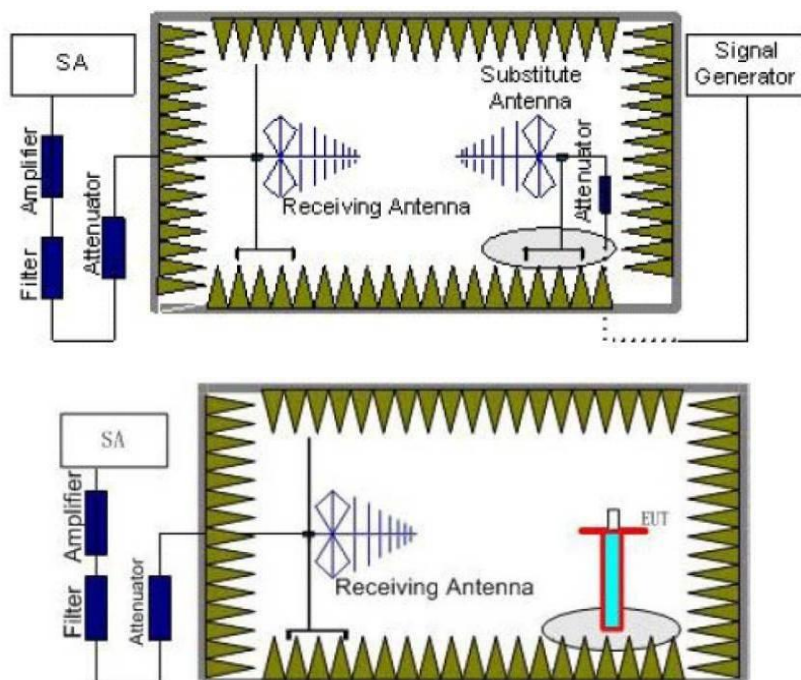 SA
Signal
Generator
Substitute
Antenna
Amplifier
Attenuator
Receiving Antenna
Attenuator
Filter
SA
Amplifier
EUT
Filter
Attenuator
Receiving Antenna